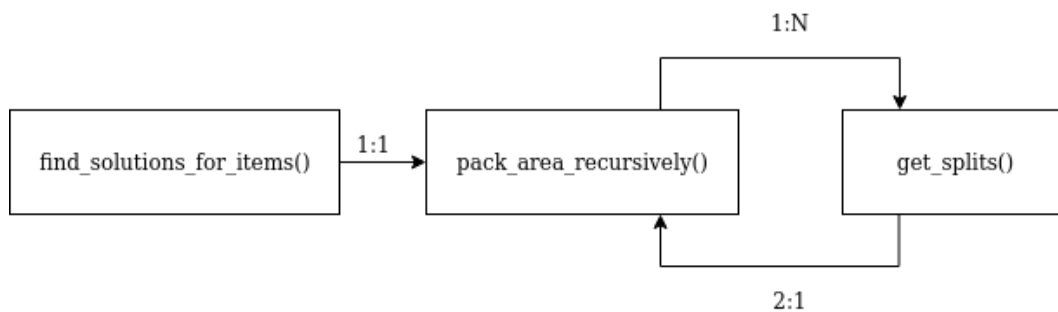 1:N
find_solutions_for_items()
1:1
pack_area_recursively()
get_splits()
2:1